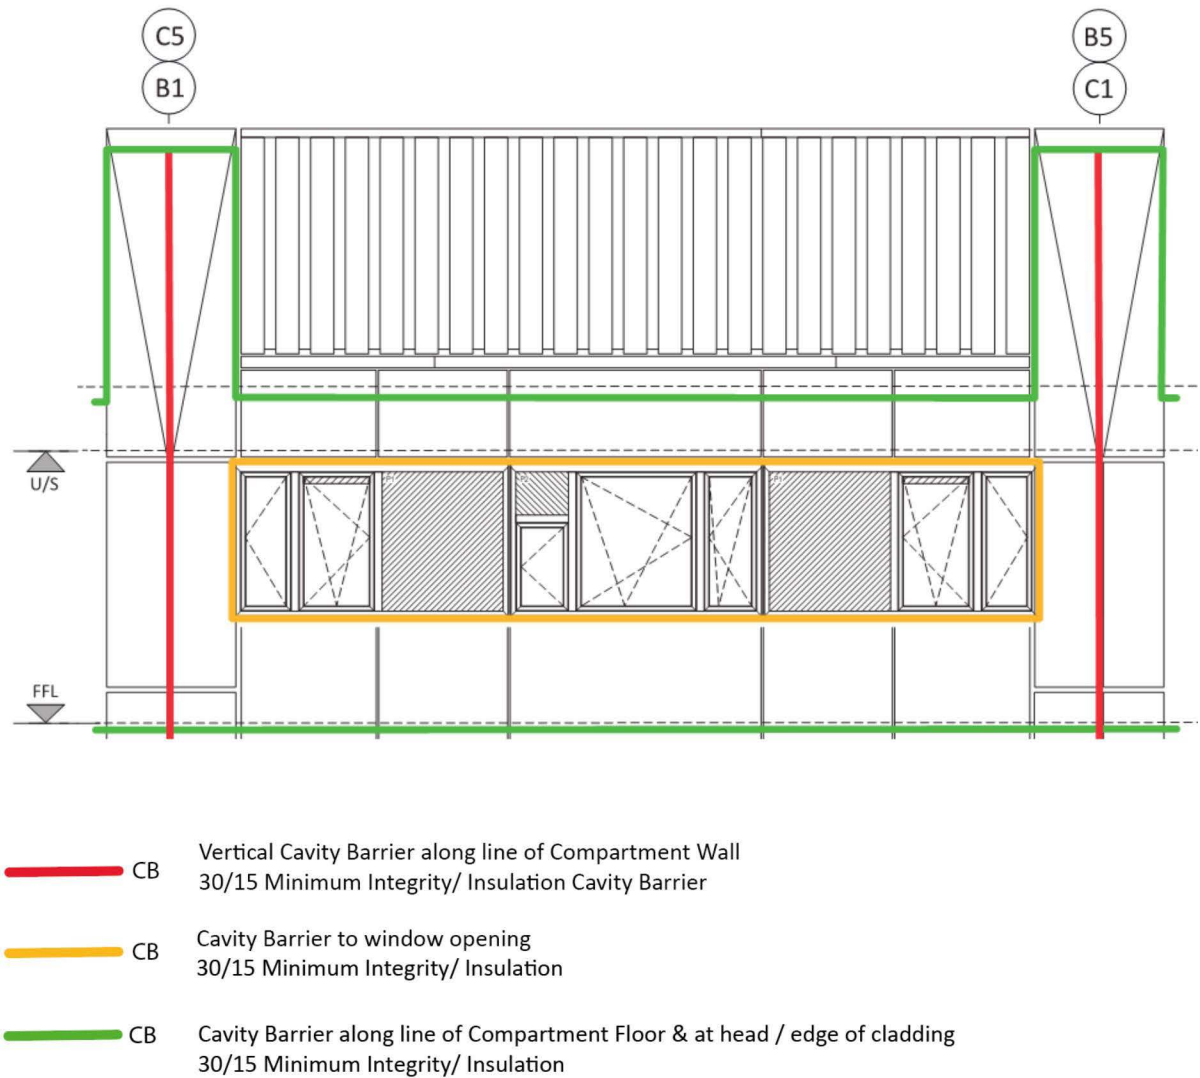 C5
B5
B1
C1
U/S
FFL
CB
Vertical Cavity Barrier along line of Compartment Wall
30/15 Minimum Integrity/ Insulation Cavity Barrier
CB
Cavity Barrier to window opening
30/15 Minimum Integrity/ Insulation
CB
Cavity Barrier along line of Compartment Floor & at head / edge of cladding
30/15 Minimum Integrity/ Insulation